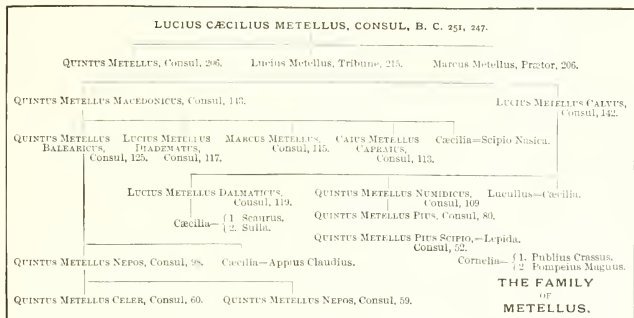 LUCIUS CÆCILIUS METELLUS, CONSUL, B. C. 251, 247.
QUINTUS METELLUS, Consul, 206. Lucius Metellus, Tribune, 213. Marcus Metellus, Prætor, 206.
QUINTUS METELLUS MACEDONICUS, Consul, 143. LUCIUS METELLUS CALVUS,
Consul, 142.
QUINTUS METELLUS LUCIUS METELLUS MARCUS METELLUS, CAIUS METELLUS Cæcilia=Scipio Nasica.
BALEARICUS, DIADEMATUS, Consul, 115. CAPRAIUS,
Consul, 125. Consul, 117. Consul, 113.
LUCIUS METELLUS DALMATICUS, QUINTUS METELLUS NUMIDICUS, Lucullus=Cæcilia.
Consul, 119. Consul, 109
Cæcilia= { 1 Scaurus. QUINTUS METELLUS PIUS, Consul, 80.
{ 2. Sulla.
QUINTUS METELLUS PIUS SCIPIO,=Lepida.
Consul, 52.
QUINTUS METELLUS NEPOS, Consul, 98. Cæcilia=Appius Claudius. Cornelia= { 1. Publius Crassus.
{ 2 Pompeius Magnus.
QUINTUS METELLUS CELER, Consul, 60. QUINTUS METELLUS NEPOS, Consul, 59.
THE FAMILY
OF
METELLUS.